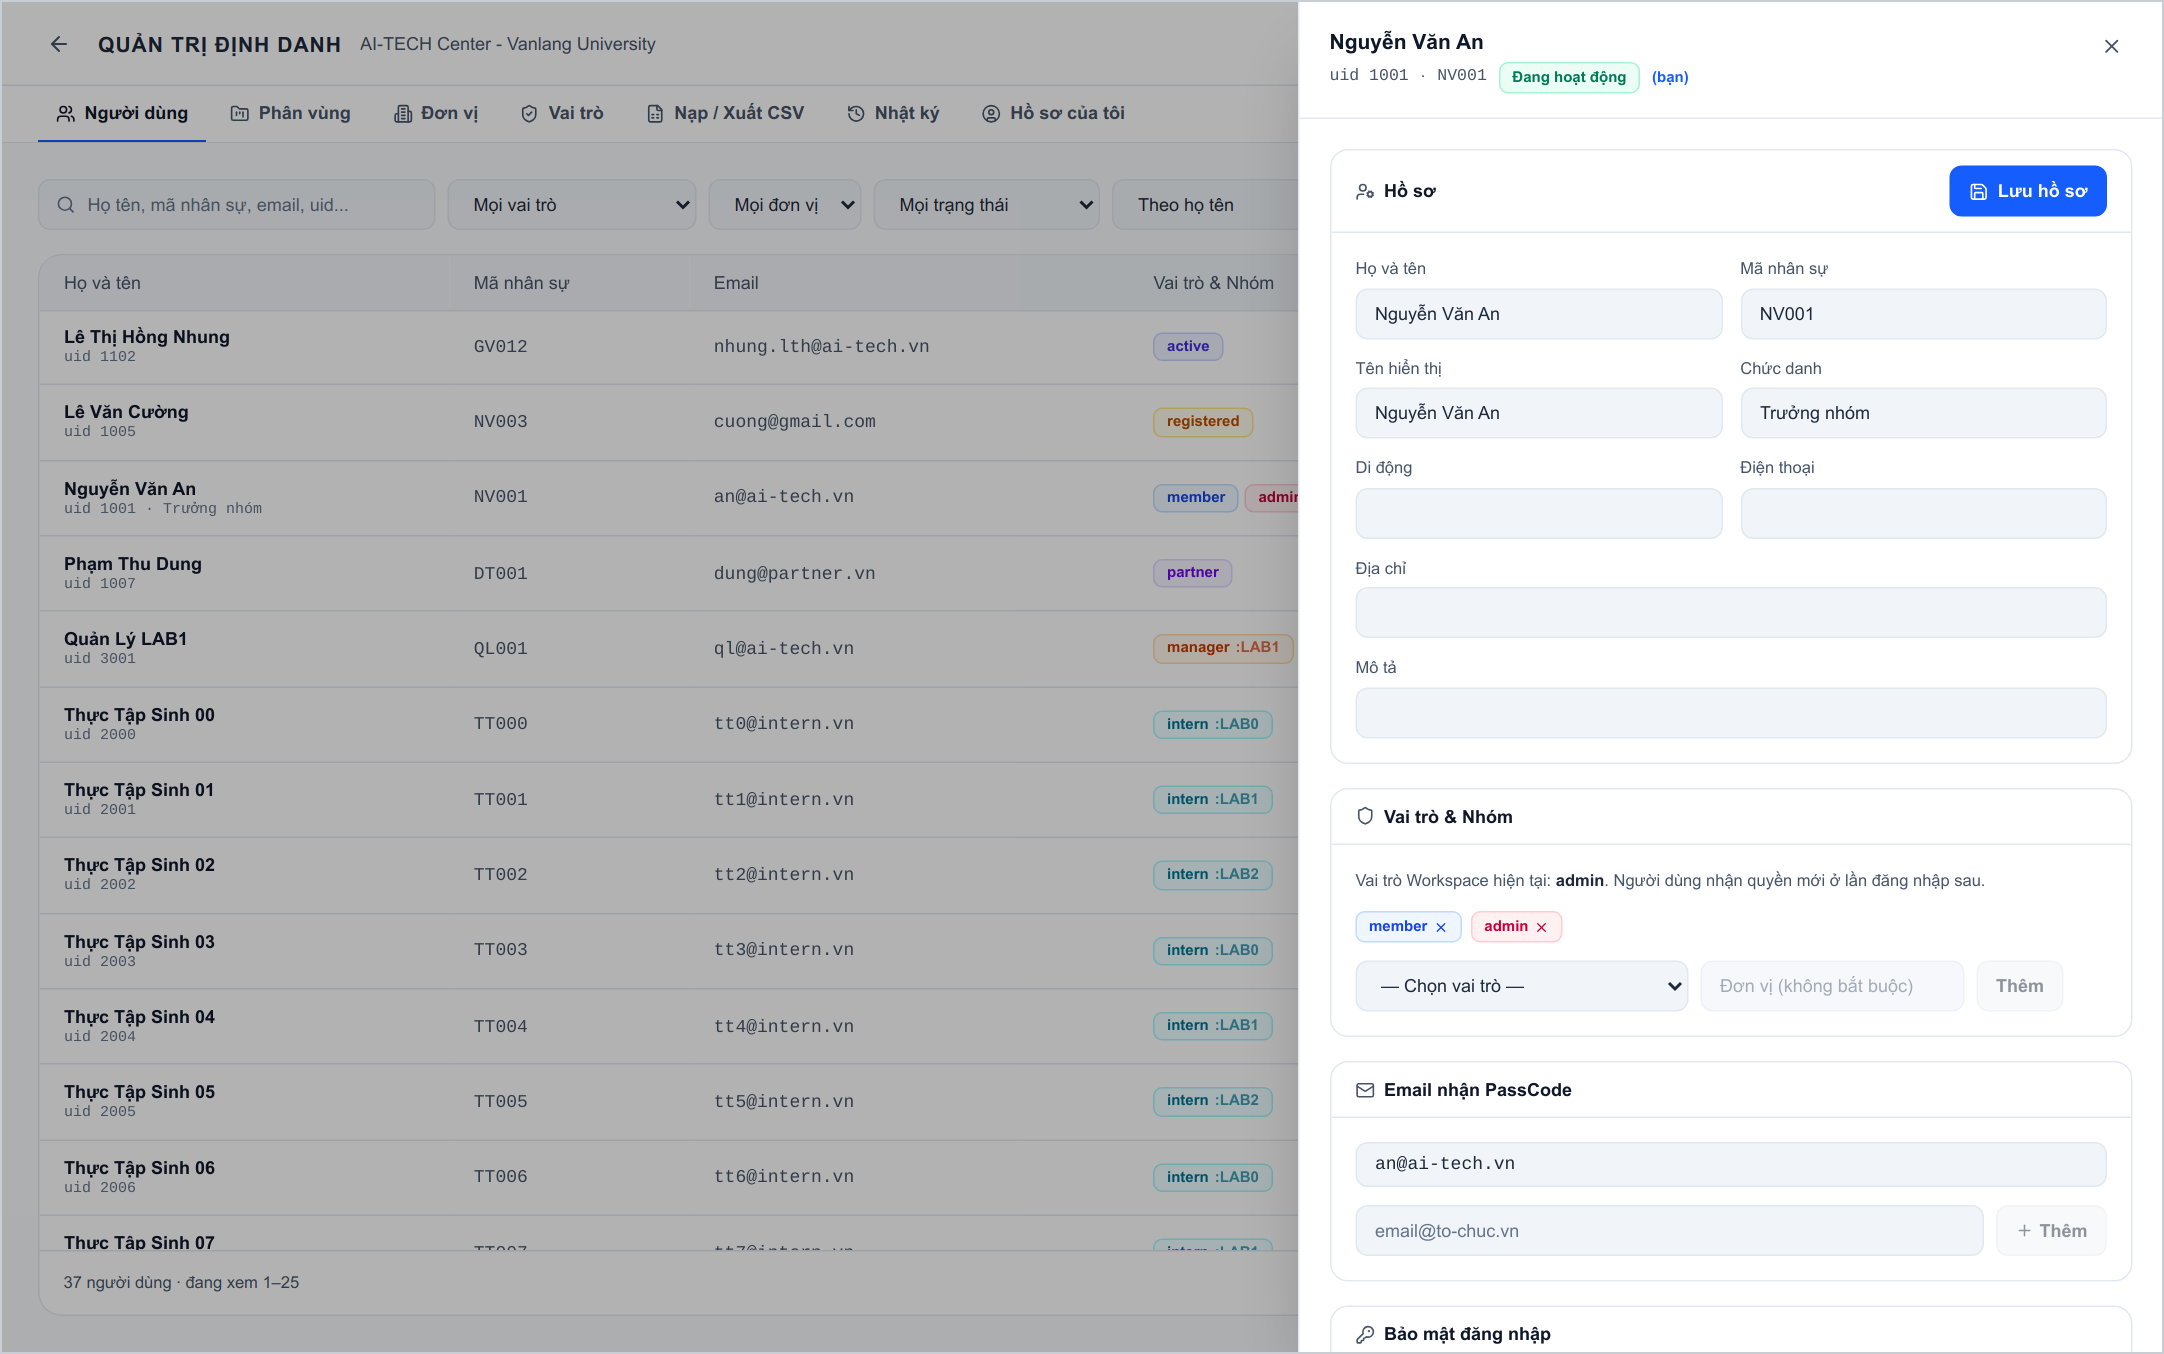 QUẢN TRỊ ĐỊNH DANH AI-TECH Center - Vanlang University
Người dùng Phân vùng Đơn vị Vai trò Nạp / Xuất CSV Nhật ký Hồ sơ của tôi
Họ tên, mã nhân sự, email, uid... Mọi vai trò Mọi đơn vị Mọi trạng thái Theo họ tên
Họ và tên Mã nhân sự Email Vai trò & Nhóm
Lê Thị Hồng Nhung GV012 nhung.lth@ai-tech.vn active
uid 1102
Lê Văn Cường NV003 cuong@gmail.com registered
uid 1005
Nguyễn Văn An NV001 an@ai-tech.vn member admin
uid 1001 · Trưởng nhóm
Phạm Thu Dung DT001 dung@partner.vn partner
uid 1007
Quản Lý LAB1 QL001 ql@ai-tech.vn manager :LAB1
uid 3001
Thực Tập Sinh 00 TT000 tt0@intern.vn intern :LAB0
uid 2000
Thực Tập Sinh 01 TT001 tt1@intern.vn intern :LAB1
uid 2001
Thực Tập Sinh 02 TT002 tt2@intern.vn intern :LAB2
uid 2002
Thực Tập Sinh 03 TT003 tt3@intern.vn intern :LAB0
uid 2003
Thực Tập Sinh 04 TT004 tt4@intern.vn intern :LAB1
uid 2004
Thực Tập Sinh 05 TT005 tt5@intern.vn intern :LAB2
uid 2005
Thực Tập Sinh 06 TT006 tt6@intern.vn intern :LAB0
uid 2006
Thực Tập Sinh 07 TT007 tt7@intern.vn intern :LAB1
37 người dùng · đang xem 1–25
Nguyễn Văn An
uid 1001 · NV001 Đang hoạt động (bạn)
Hồ sơ Lưu hồ sơ
Họ và tên Mã nhân sự
Nguyễn Văn An NV001
Tên hiển thị Chức danh
Nguyễn Văn An Trưởng nhóm
Di động Điện thoại
Địa chỉ
Mô tả
Vai trò & Nhóm
Vai trò Workspace hiện tại: admin. Người dùng nhận quyền mới ở lần đăng nhập sau.
member × admin ×
— Chọn vai trò — Đơn vị (không bắt buộc) Thêm
Email nhận PassCode
an@ai-tech.vn
email@to-chuc.vn + Thêm
Bảo mật đăng nhập